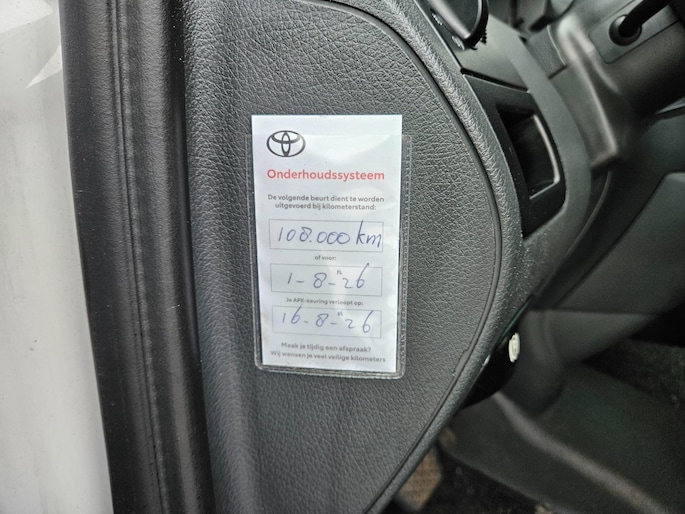 Onderhoudssysteem
De volgende beurt dient te worden
uitgevoerd bij kilometerstand:
108.000 km
of voor:
1-8-26
Je APK-keuring verloopt op:
16-8-26
Maak je tijdig een afspraak?
Wij wensen je veel veilige kilometers